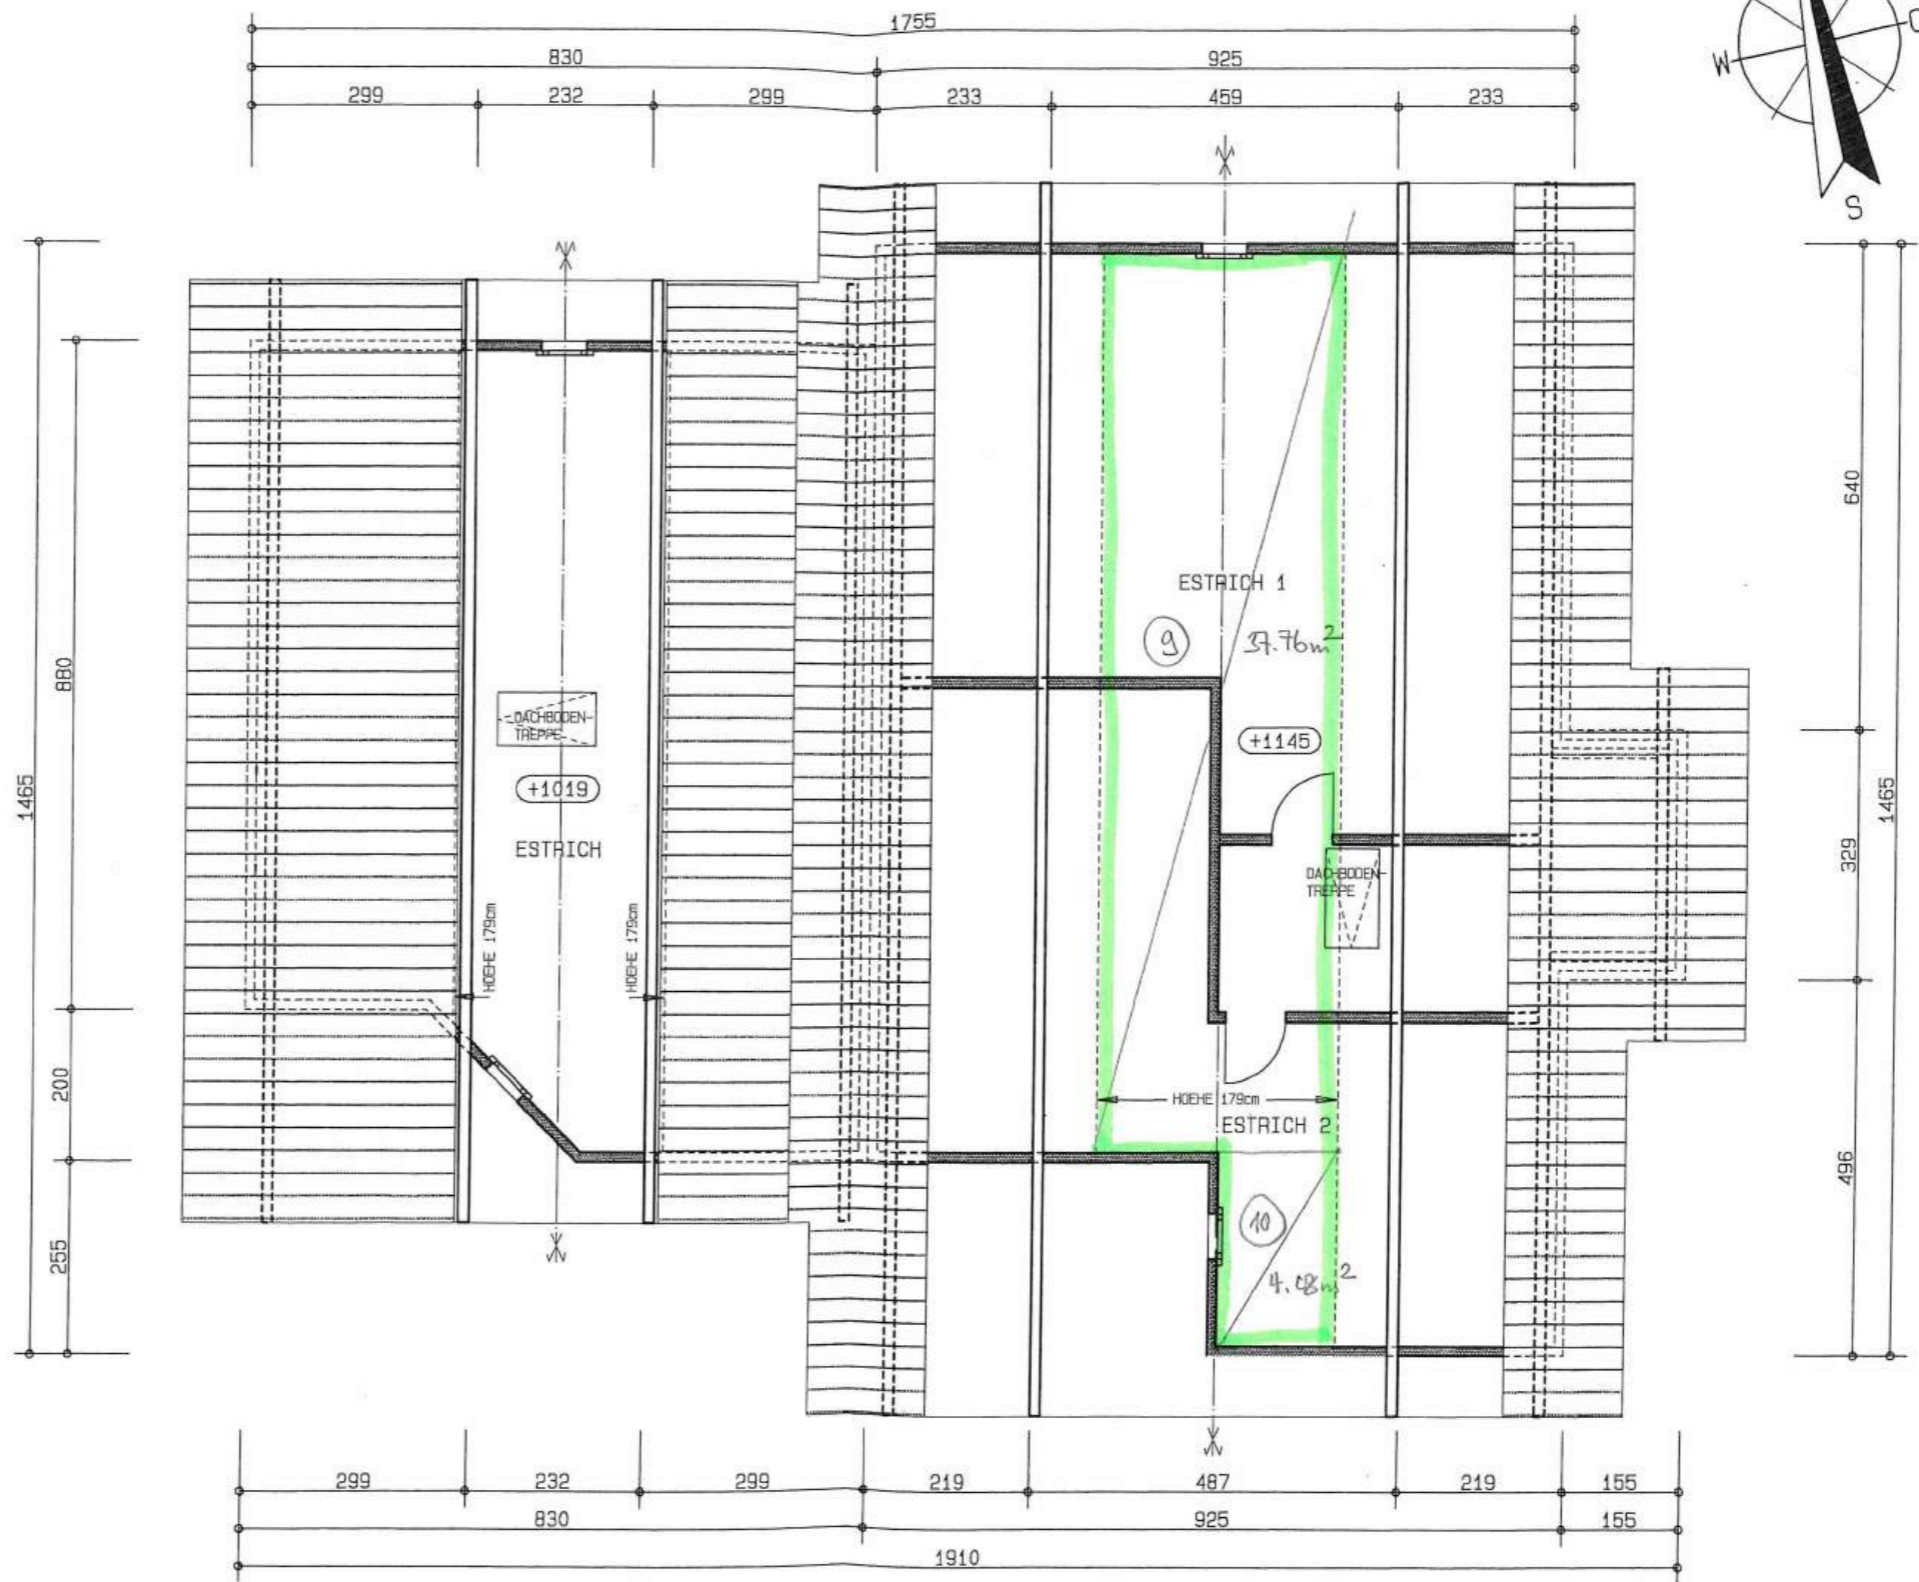 1755
830
925
299
232
299
233
459
233
W
O
S
1465
880
200
255
640
329
496
1465
DACHBODEN-
TREPPE
+1019
ESTRICH
HOEHE 179cm
HOEHE 179cm
ESTRICH 1
9
37.76m²
+1145
DACHBODEN-
TREPPE
HOEHE 179cm
ESTRICH 2
10
299
232
299
219
487
219
155
830
925
155
1910